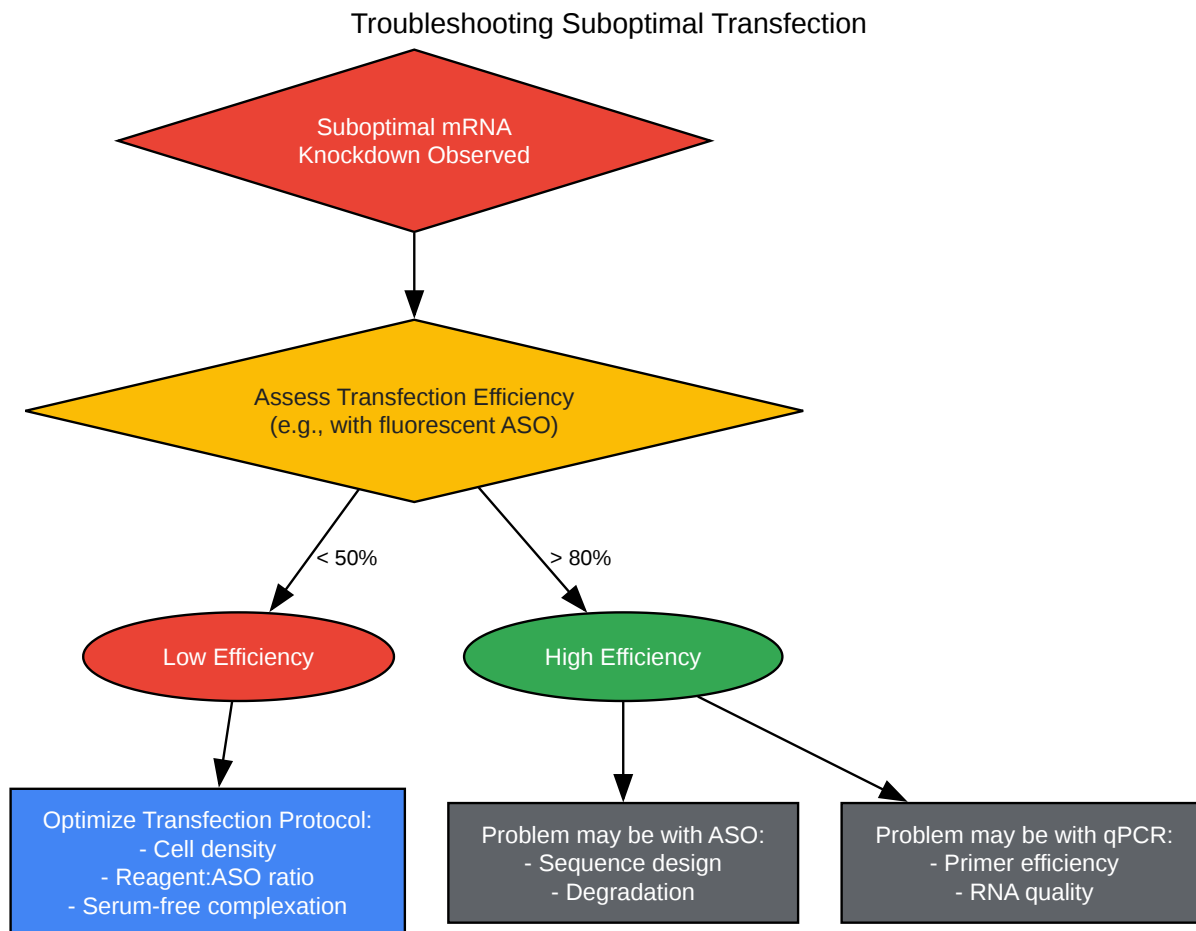 Troubleshooting Suboptimal Transfection
Suboptimal mRNA
Knockdown Observed
Assess Transfection Efficiency
(e.g., with fluorescent ASO)
< 50%
> 80%
Low Efficiency
High Efficiency
Optimize Transfection Protocol:
- Cell density
- Reagent:ASO ratio
- Serum-free complexation
Problem may be with ASO:
- Sequence design
- Degradation
Problem may be with qPCR:
- Primer efficiency
- RNA quality